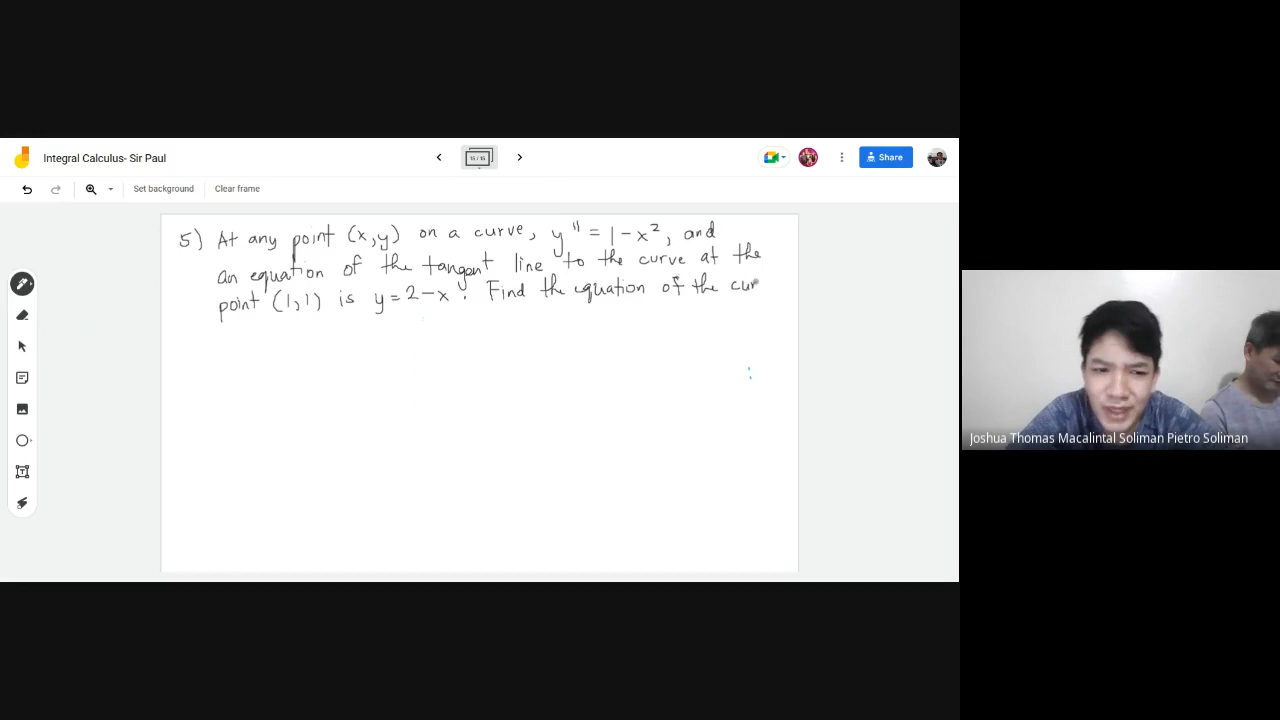 Integral Calculus- Sir Paul
15 / 15
Share
Set background
Clear frame
5) At any point (x,y) on a curve, y'' = 1-x², and
an equation of the tangent line to the curve at the
point (1,1) is y=2-x. Find the equation of the cur
Joshua Thomas Macalintal Soliman Pietro Soliman